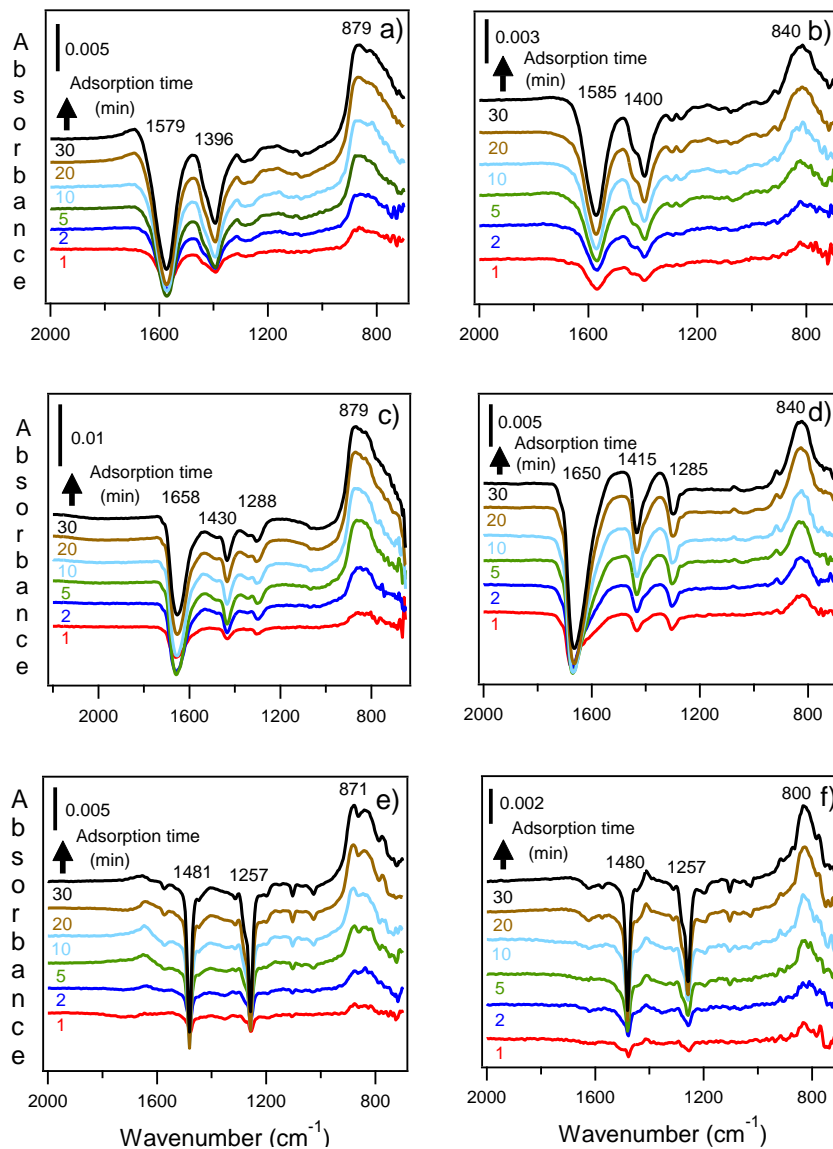 Absorbance
a)
0.005
879
Adsorption time
(min)
1579
1396
30
20
10
5
2
1
2000 1600 1200 800
b)
0.003
840
Adsorption time
(min)
1585
1400
30
20
10
5
2
1
2000 1600 1200 800
Absorbance
c)
0.01
879
Adsorption time
(min)
1658
1430
1288
30
20
10
5
2
1
2000 1600 1200 800
d)
0.005
840
Adsorption time
(min)
1650
1415
1285
30
20
10
5
2
1
2000 1600 1200 800
Absorbance
e)
0.005
871
Adsorption time
(min)
1481
1257
30
20
10
5
2
1
2000 1600 1200 800
Wavenumber (cm⁻¹)
f)
0.002
800
Adsorption time
(min)
1480
1257
30
20
10
5
2
1
2000 1600 1200 800
Wavenumber (cm⁻¹)